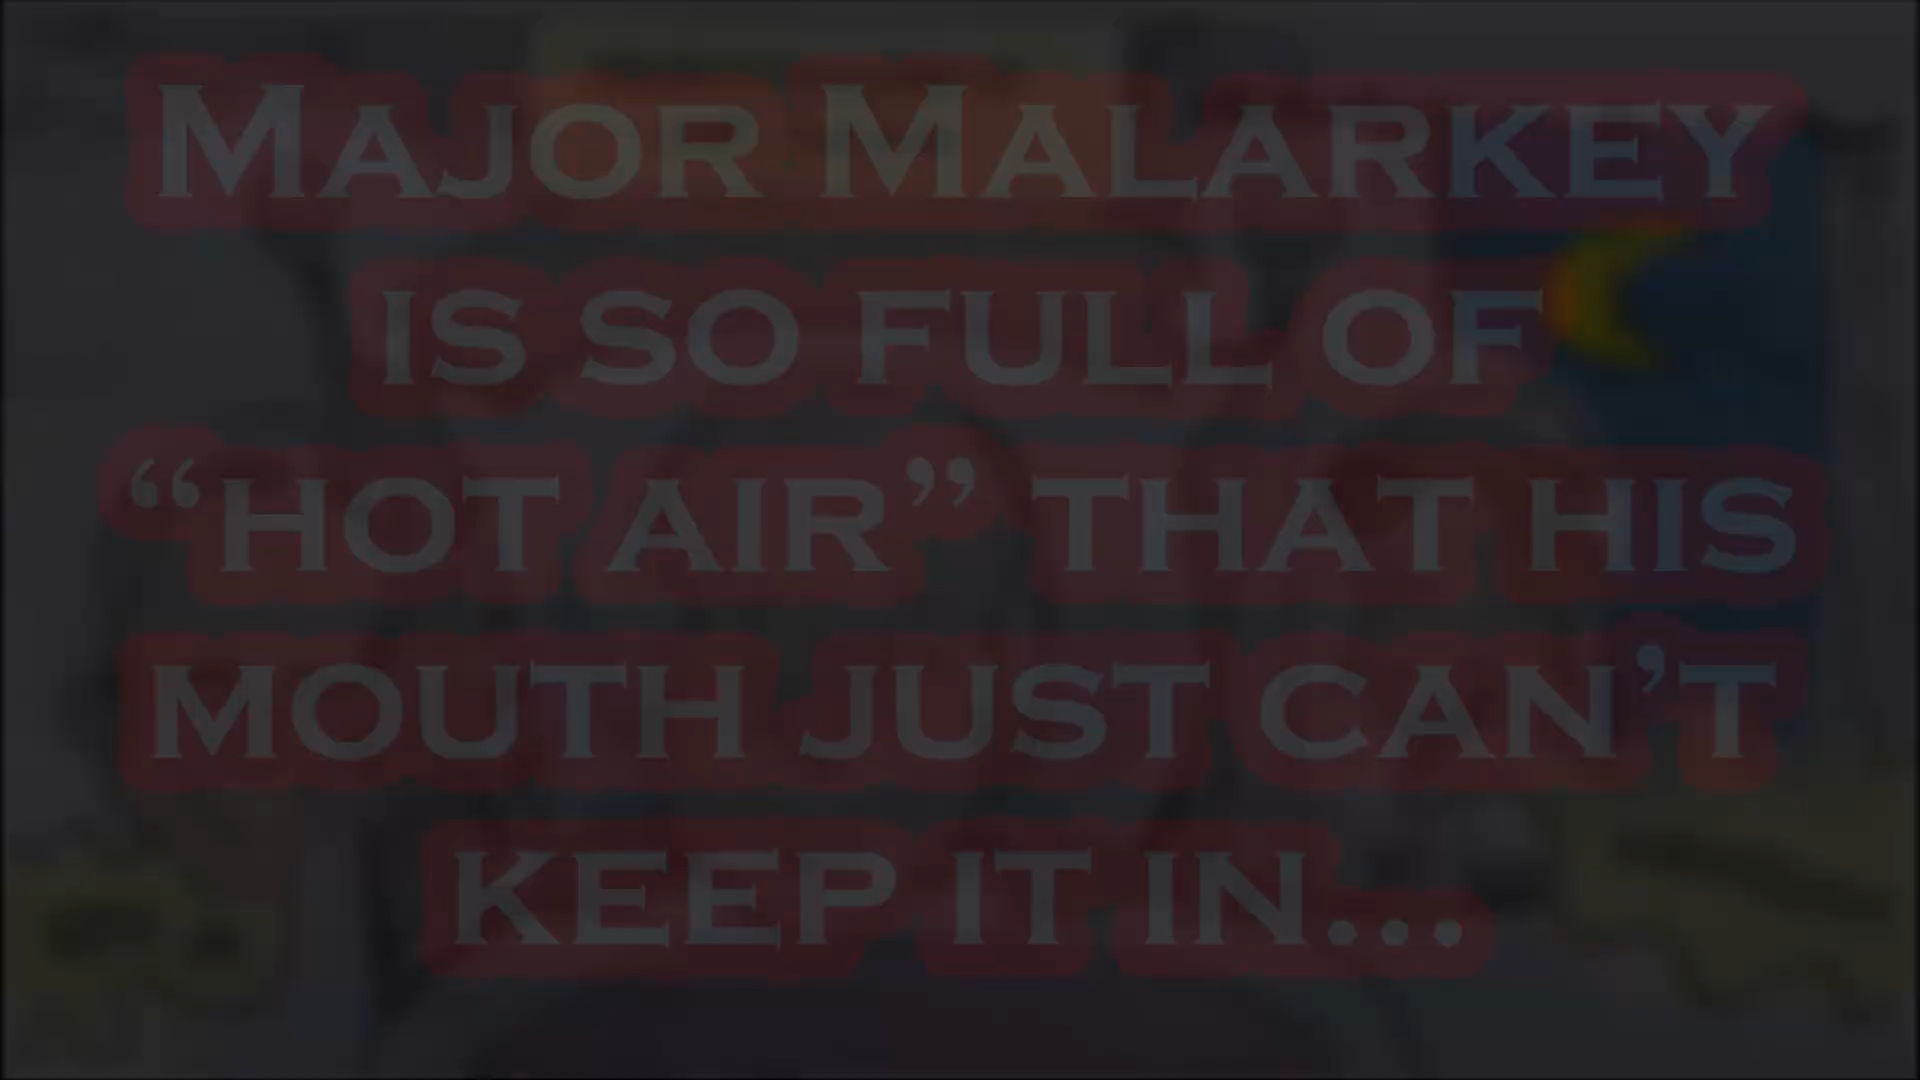 Major Malarkey
is so full of
“hot air” that his
mouth just can’t
keep it in...